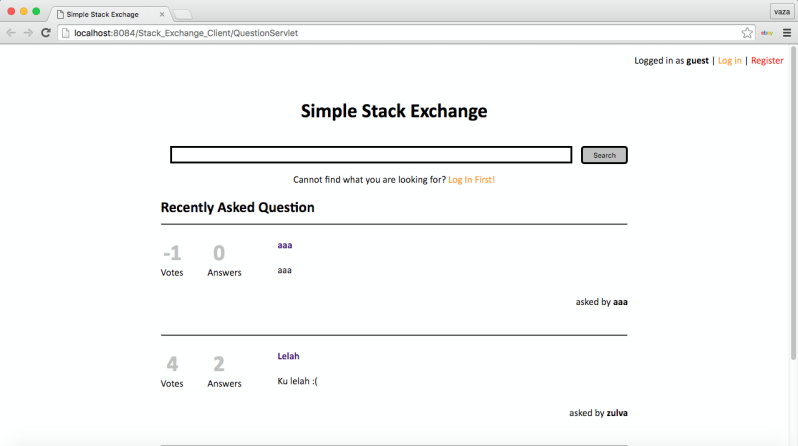 Simple Stack Exchage
vaza
localhost:8084/Stack_Exchange_Client/QuestionServlet
ebay
Logged in as guest | Log in | Register
Simple Stack Exchange
Search
Cannot find what you are looking for? Log In First!
Recently Asked Question
-1 0 aaa
Votes Answers aaa
asked by aaa
4 2 Lelah
Votes Answers Ku lelah :(
asked by zulva